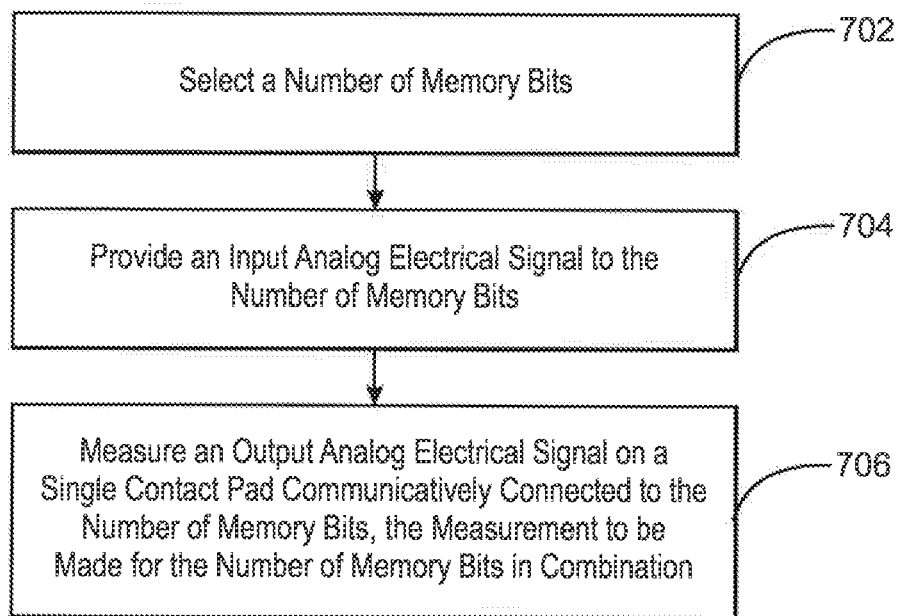 702
Select a Number of Memory Bits
704
Provide an Input Analog Electrical Signal to the
Number of Memory Bits
706
Measure an Output Analog Electrical Signal on a
Single Contact Pad Communicatively Connected to the
Number of Memory Bits, the Measurement to be
Made for the Number of Memory Bits in Combination